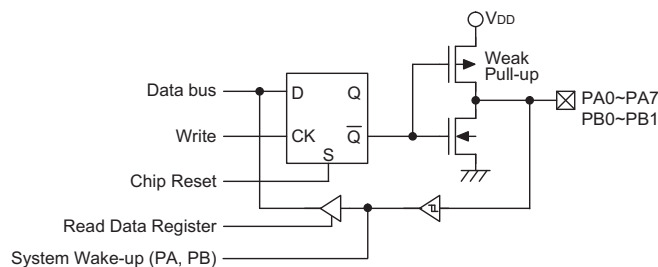 VDD
Weak
Pull-up
Data bus
D
Q
PA0~PA7
PB0~PB1
Write
CK
Q
S
Chip Reset
Read Data Register
System Wake-up (PA, PB)